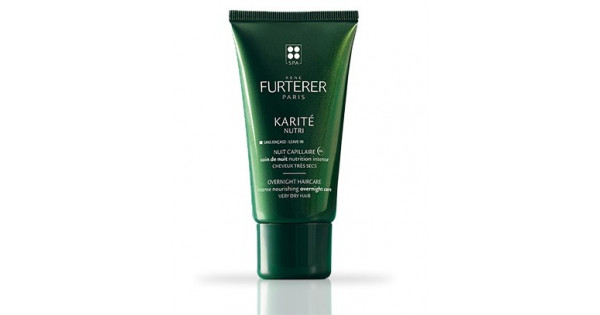 SPA
RENE
FURTERER
PARIS
KARITÉ
NUTRI
SANS RINÇAGE - LEAVE IN
NUIT CAPILLAIRE
soin de nuit nutrition intense
CHEVEUX TRÈS SECS
OVERNIGHT HAIRCARE
intense nourishing overnight care
VERY DRY HAIR